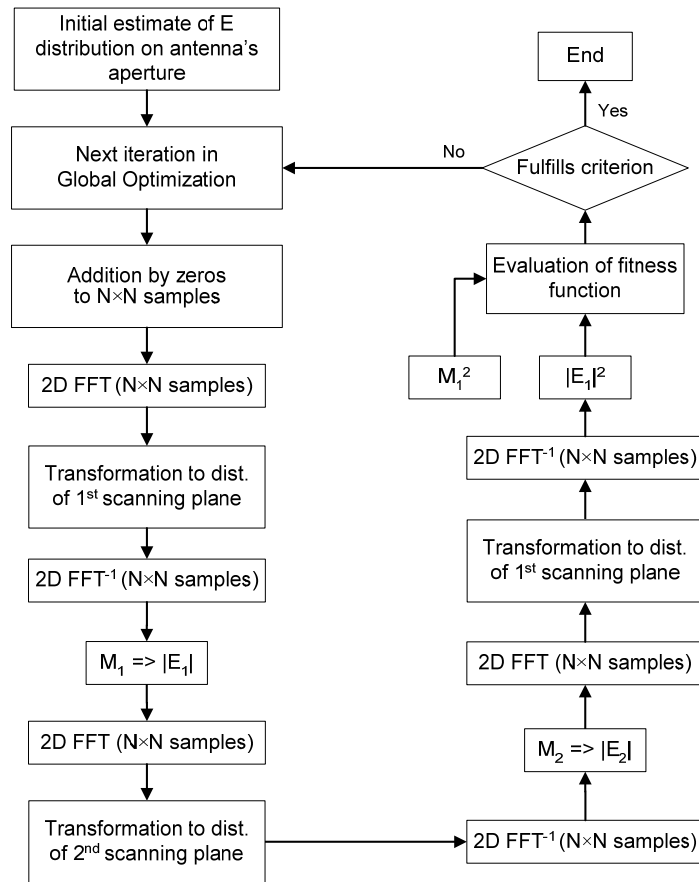 Initial estimate of E
distribution on antenna's
aperture
Next iteration in
Global Optimization
Addition by zeros
to N×N samples
2D FFT (N×N samples)
Transformation to dist.
of 1st scanning plane
2D FFT-1 (N×N samples)
M1 => |E1|
2D FFT (N×N samples)
Transformation to dist.
of 2nd scanning plane
2D FFT-1 (N×N samples)
M2 => |E2|
2D FFT (N×N samples)
Transformation to dist.
of 1st scanning plane
2D FFT-1 (N×N samples)
|E1|2
M12
Evaluation of fitness
function
Fulfills criterion
No
Yes
End